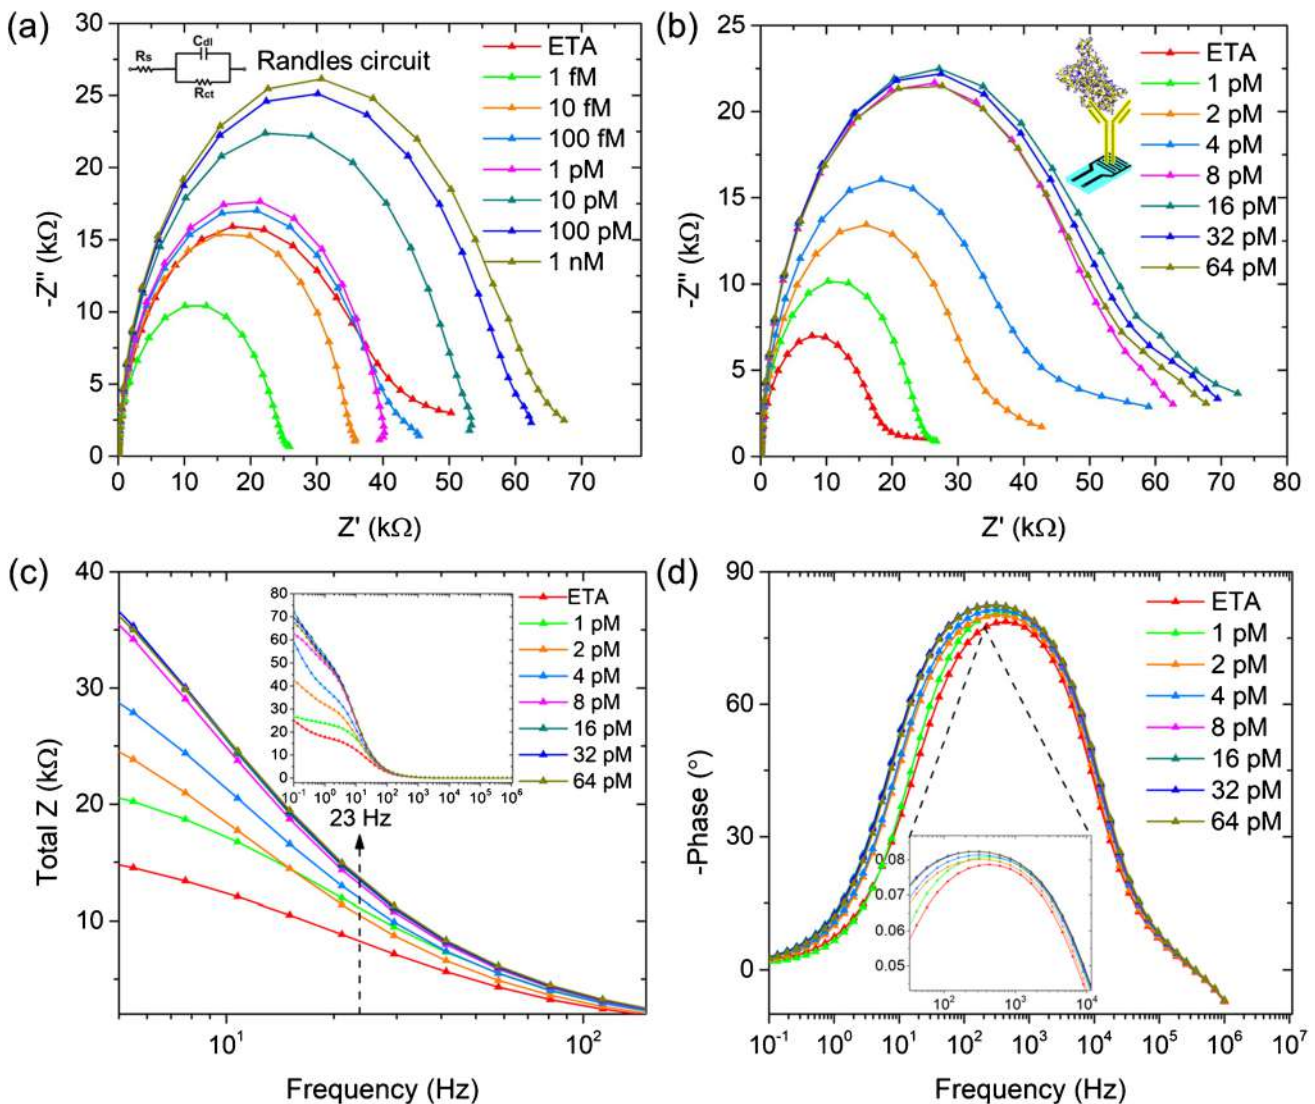 (a)
30
25
20
15
10
5
0
-Z'' (kΩ)
Rs
Cdl
Rct
Randles circuit
ETA
1 fM
10 fM
100 fM
1 pM
10 pM
100 pM
1 nM
0 10 20 30 40 50 60 70
Z' (kΩ)
(b)
25
20
15
10
5
0
-Z'' (kΩ)
ETA
1 pM
2 pM
4 pM
8 pM
16 pM
32 pM
64 pM
0 10 20 30 40 50 60 70 80
Z' (kΩ)
(c)
40
30
20
10
Total Z (kΩ)
80
70
60
50
40
30
20
10
0
10⁻¹ 10⁰ 10¹ 10² 10³ 10⁴ 10⁵ 10⁶
23 Hz
ETA
1 pM
2 pM
4 pM
8 pM
16 pM
32 pM
64 pM
10¹ 10²
Frequency (Hz)
(d)
90
60
30
0
-Phase (°)
ETA
1 pM
2 pM
4 pM
8 pM
16 pM
32 pM
64 pM
0.08
0.07
0.06
0.05
10² 10³ 10⁴
10⁻¹ 10⁰ 10¹ 10² 10³ 10⁴ 10⁵ 10⁶ 10⁷
Frequency (Hz)